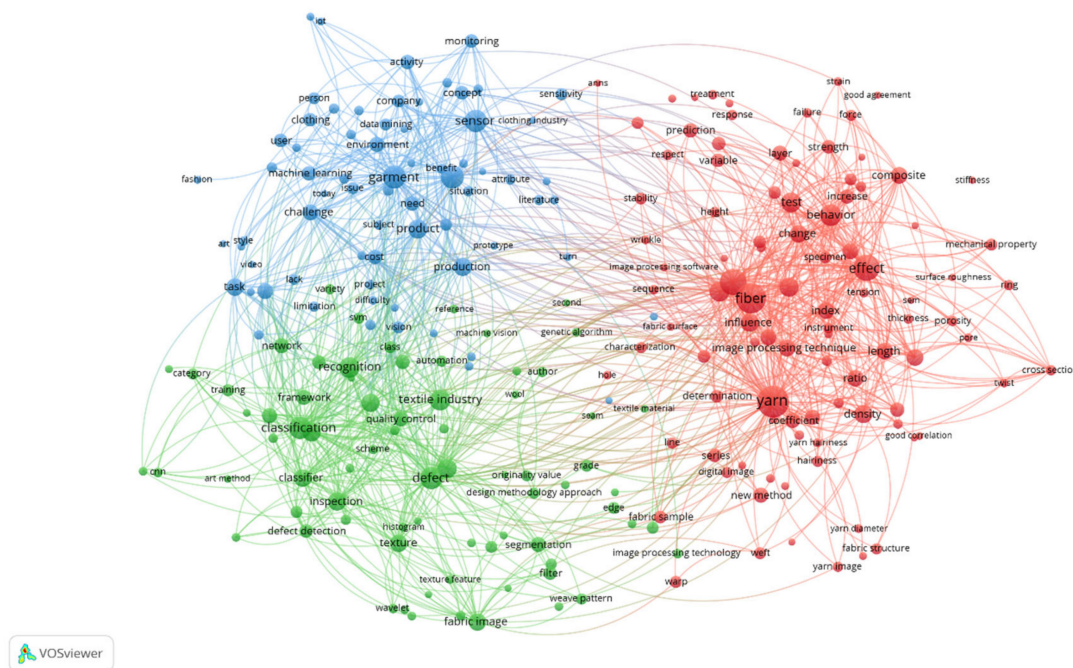 iot
monitoring
activity
strain
anns
person
company
concept
sensitivity
treatment
good agreement
clothing
sensor
clothing industry
response
failure
force
data mining
prediction
user
environment
strength
respect
variable
layer
fashion
machine learning
garment
benefit
attribute
composite
stiffness
today
issue
situation
literature
stability
increase
need
test
challenge
subject
product
height
behavior
art
style
change
video
cost
prototype
wrinkle
mechanical property
turn
specimen
lack
production
image processing software
effect
surface roughness
task
variety
project
sequence
tension
ring
limitation
difficulty
reference
second
fiber
sem
svm
index
thickness
porosity
vision
machine vision
genetic algorithm
fabric surface
influence
instrument
pore
network
class
characterization
image processing technique
length
recognition
automation
category
author
hole
ratio
cross sectio
training
twist
framework
wool
determination
textile industry
textile material
yarn
classification
quality control
seam
coefficient
density
scheme
line
yarn hairiness
good correlation
series
hairiness
cnn
art method
classifier
defect
originality value
grade
digital image
design methodology approach
new method
inspection
edge
fabric sample
histogram
yarn diameter
defect detection
texture
segmentation
image processing technology
weft
fabric structure
yarn image
texture feature
filter
warp
weave pattern
wavelet
fabric image
VOSviewer